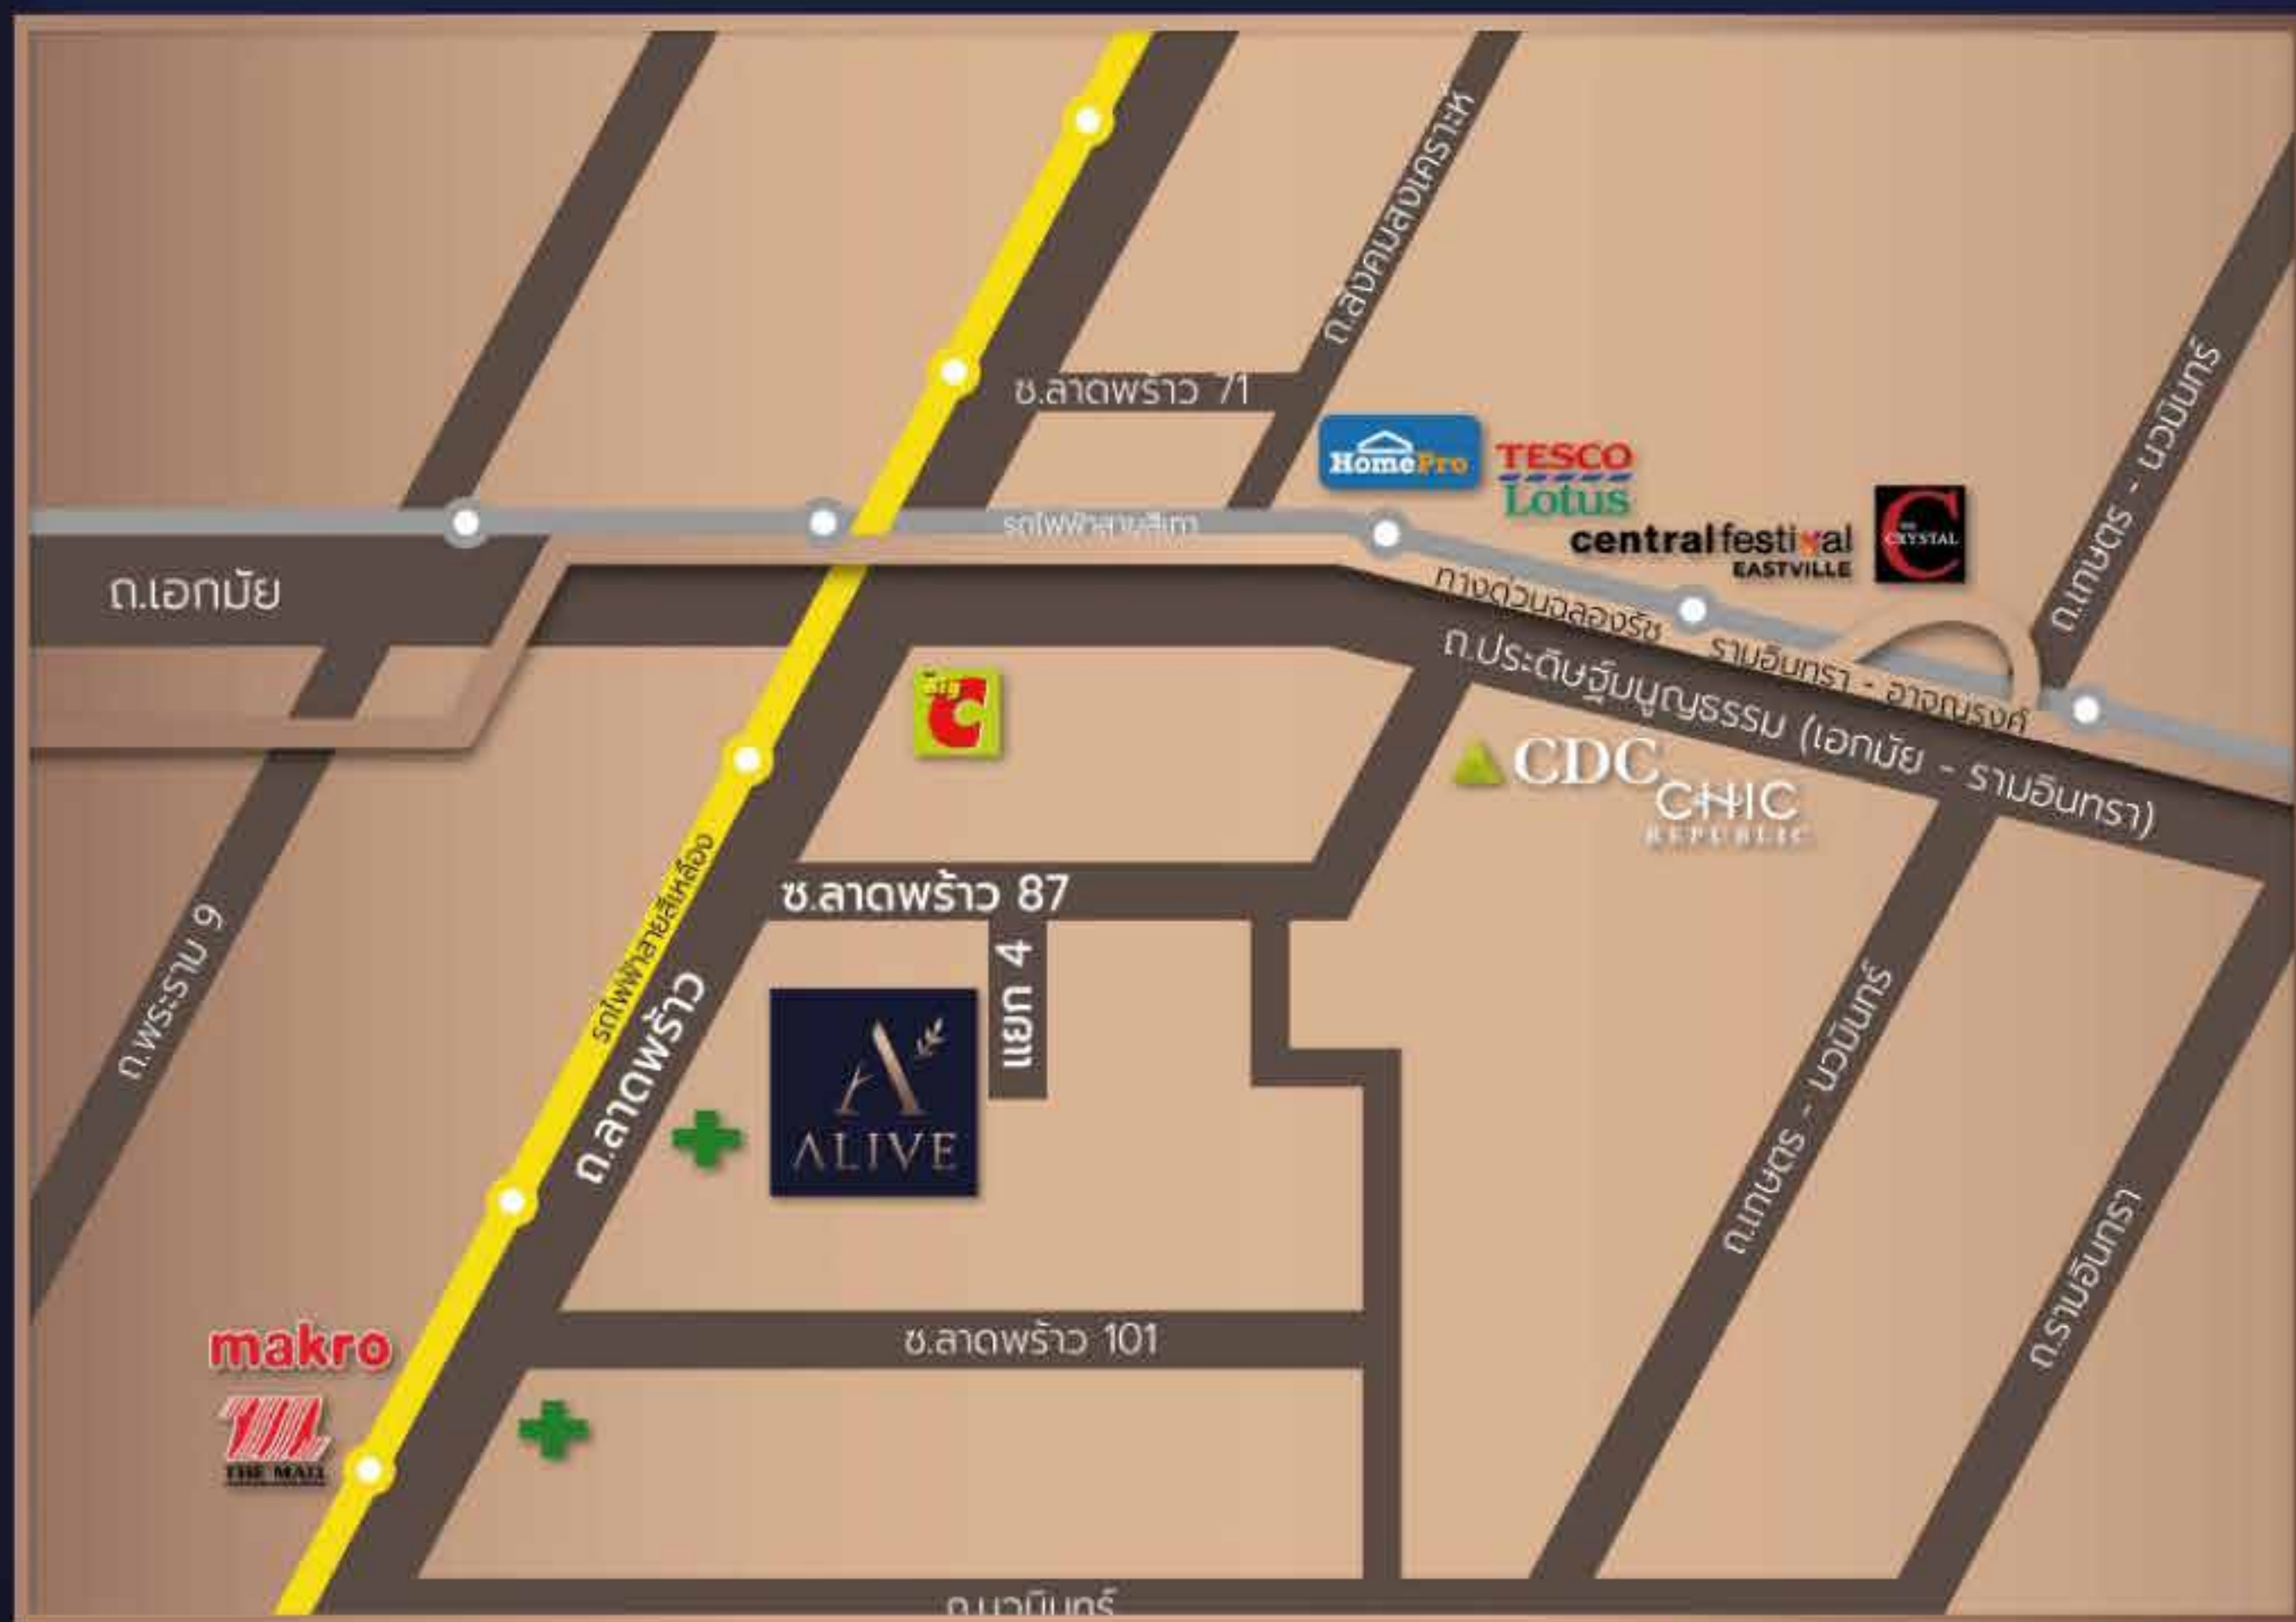 ถ.สังคมสงเคราะห์
ซ.ลาดพร้าว 71
HomePro
TESCO
Lotus
centralfestival
EASTVILLE
THE
CRYSTAL
ถ.เกษตร - นวมินทร์
รถไฟฟ้าสายสีเทา
ถ.เอกมัย
ทางด่วนฉลองรัช
รามอินทรา - อาจณรงค์
ถ.ประดิษฐ์มนูญธรรม (เอกมัย - รามอินทรา)
Big
C
CDC
CHIC
REPUBLIC
รถไฟฟ้าสายสีเหลือง
ซ.ลาดพร้าว 87
แยก 4
ถ.พระราม 9
ถ.ลาดพร้าว
ALIVE
ถ.เกษตร - นวมินทร์
ถ.รามอินทรา
ซ.ลาดพร้าว 101
makro
THE MALL
ถ.นวมินทร์